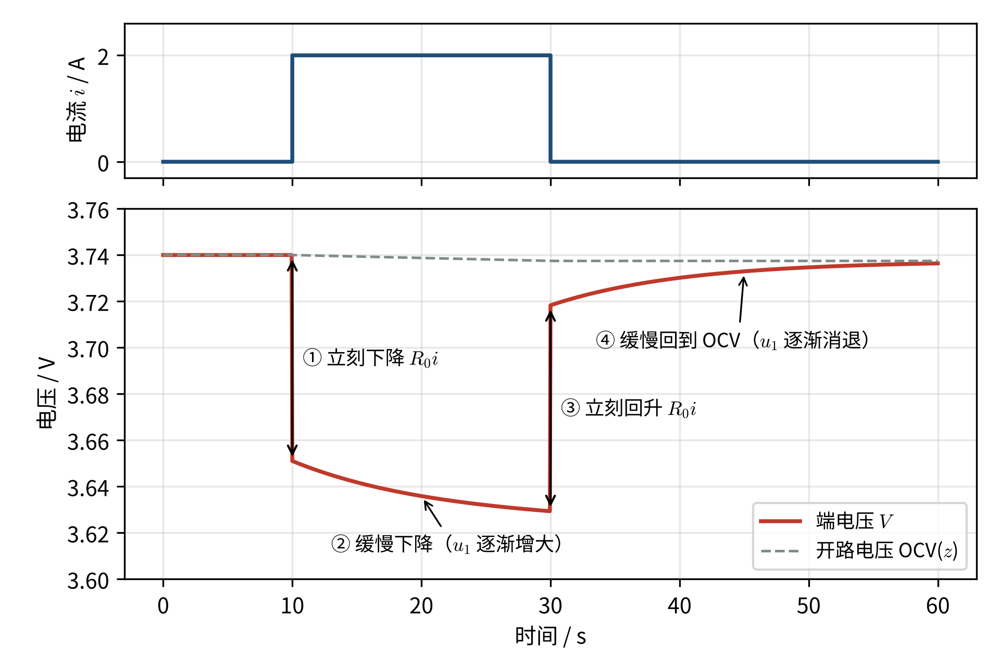 电流 i / A
2
0
电压 / V
3.76
3.74
3.72
3.70
3.68
3.66
3.64
3.62
3.60
① 立刻下降 R₀i
② 缓慢下降（u₁ 逐渐增大）
③ 立刻回升 R₀i
④ 缓慢回到 OCV（u₁ 逐渐消退）
端电压 V
开路电压 OCV(z)
0 10 20 30 40 50 60
时间 / s